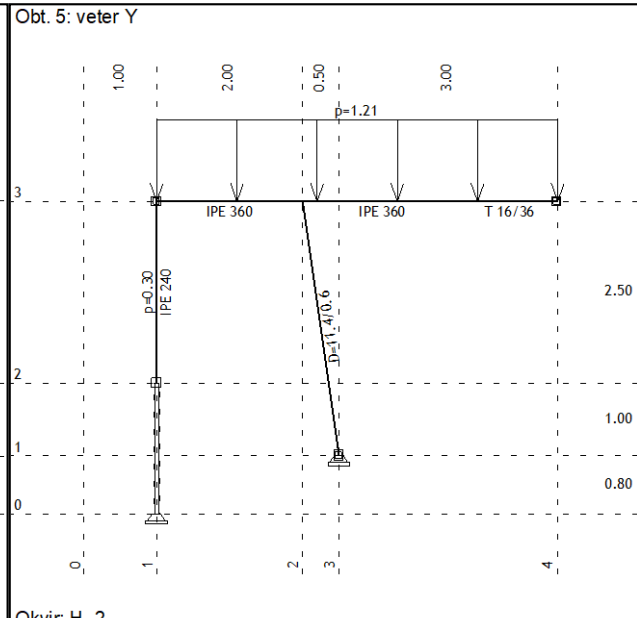 Obt. 5: veter Y
1.00
2.00
0.50
3.00
p=1.21
3
IPE 360
IPE 360
T 16/36
p=0.30
IPE 240
D=11.4/0.6
2.50
2
1.00
1
0.80
0
0
1
2
3
4
Okvir: H_2